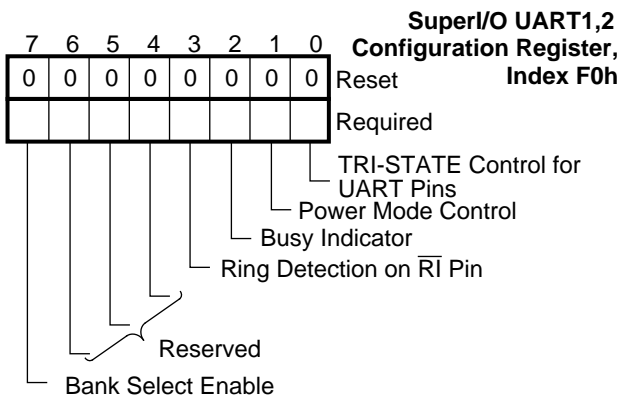 SuperI/O UART1,2
Configuration Register,
Index F0h
7 6 5 4 3 2 1 0
0 0 0 0 0 0 0 0 Reset
Required
TRI-STATE Control for
UART Pins
Power Mode Control
Busy Indicator
Ring Detection on R̅I̅ Pin
Reserved
Bank Select Enable